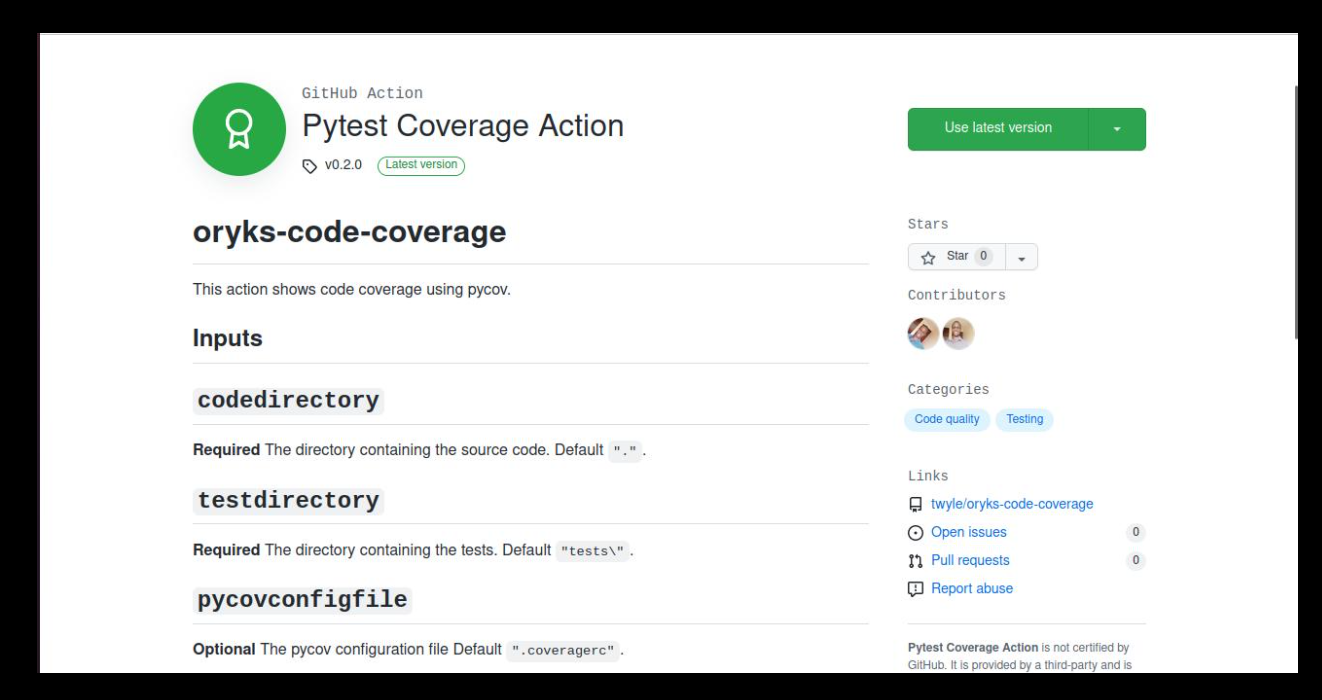 GitHub Action
Pytest Coverage Action
v0.2.0 Latest version
Use latest version
oryks-code-coverage
This action shows code coverage using pycov.
Inputs
codedirectory
Required The directory containing the source code. Default ".".
testdirectory
Required The directory containing the tests. Default "tests\".
pycovconfigfile
Optional The pycov configuration file Default ".coveragerc".
Stars
Star 0
Contributors
Categories
Code quality Testing
Links
twyle/oryks-code-coverage
Open issues 0
Pull requests 0
Report abuse
Pytest Coverage Action is not certified by
GitHub. It is provided by a third-party and is